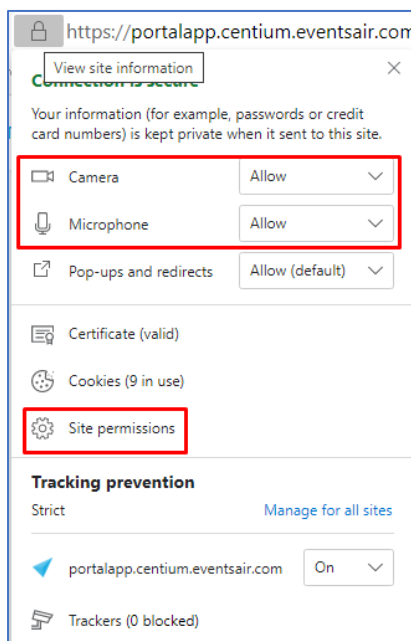 https://portalapp.centium.eventsair.com
View site information
Connection is secure
Your information (for example, passwords or credit
card numbers) is kept private when it sent to this site.
Camera Allow
Microphone Allow
Pop-ups and redirects Allow (default)
Certificate (valid)
Cookies (9 in use)
Site permissions
Tracking prevention
Strict Manage for all sites
portalapp.centium.eventsair.com On
Trackers (0 blocked)